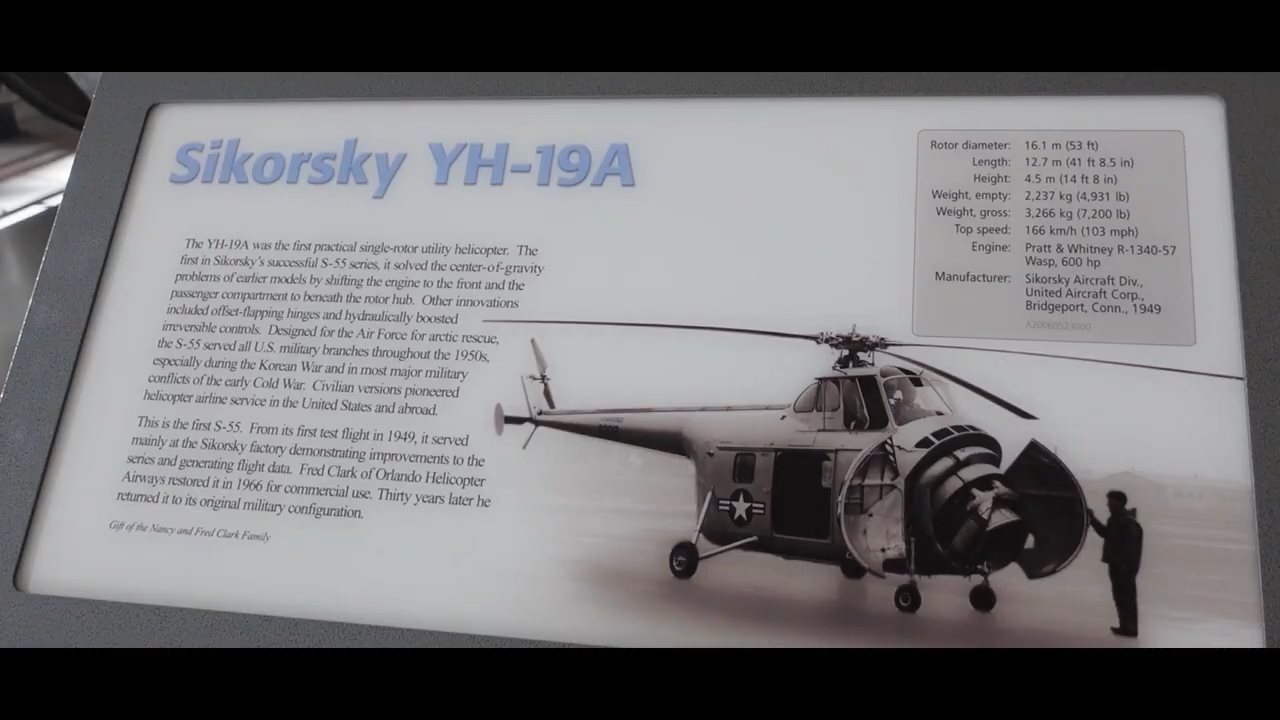 Sikorsky YH-19A
The YH-19A was the first practical single-rotor utility helicopter. The
first in Sikorsky's successful S-55 series, it solved the center-of-gravity
problems of earlier models by shifting the engine to the front and the
passenger compartment to beneath the rotor hub. Other innovations
included offset-flapping hinges and hydraulically boosted
irreversible controls. Designed for the Air Force for arctic rescue,
the S-55 served all U.S. military branches throughout the 1950s,
especially during the Korean War and in most major military
conflicts of the early Cold War. Civilian versions pioneered
helicopter airline service in the United States and abroad.
This is the first S-55. From its first test flight in 1949, it served
mainly at the Sikorsky factory demonstrating improvements to the
series and generating flight data. Fred Clark of Orlando Helicopter
Airways restored it in 1966 for commercial use. Thirty years later he
returned it to its original military configuration.
Gift of the Nancy and Fred Clark Family
Rotor diameter: 16.1 m (53 ft)
Length: 12.7 m (41 ft 8.5 in)
Height: 4.5 m (14 ft 8 in)
Weight, empty: 2,237 kg (4,931 lb)
Weight, gross: 3,266 kg (7,200 lb)
Top speed: 166 km/h (103 mph)
Engine: Pratt & Whitney R-1340-57
Wasp, 600 hp
Manufacturer: Sikorsky Aircraft Div.,
United Aircraft Corp.,
Bridgeport, Conn., 1949
A20060523000